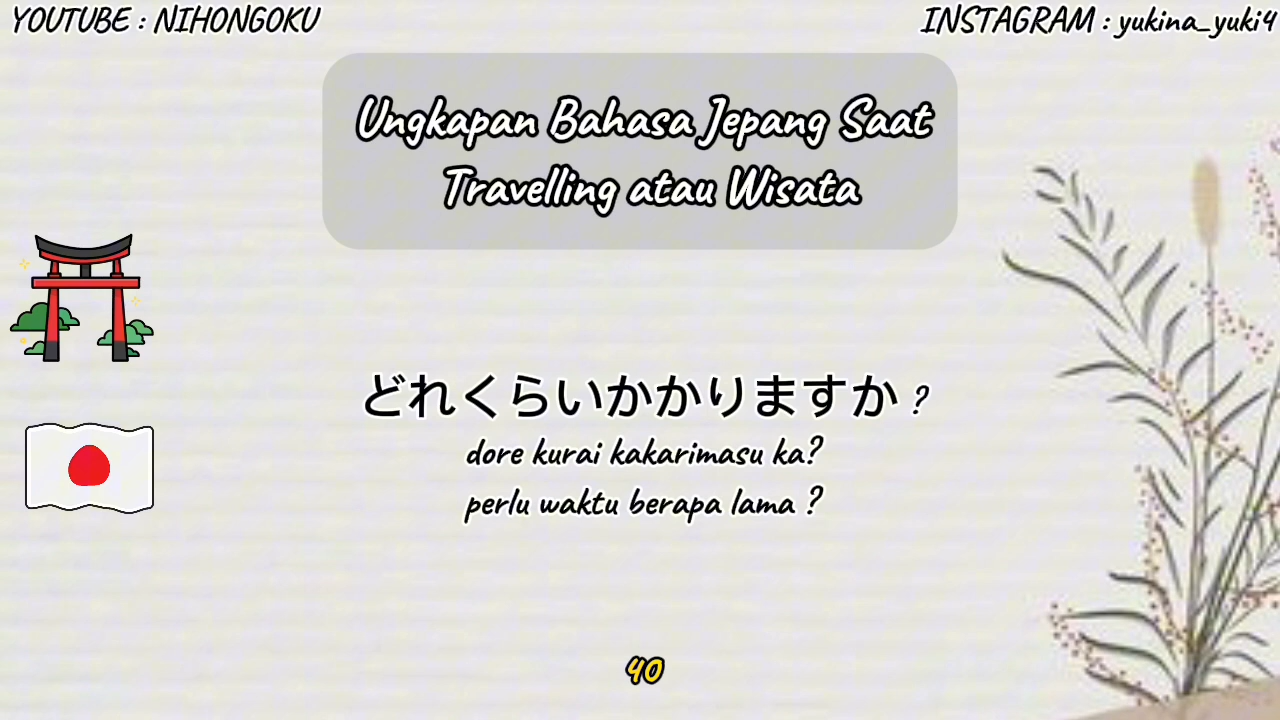 YOUTUBE : NIHONGOKU
INSTAGRAM : yukina_yuki4
Ungkapan Bahasa Jepang Saat
Travelling atau Wisata
どれくらいかかりますか ?
dore kurai kakarimasu ka?
perlu waktu berapa lama ?
40